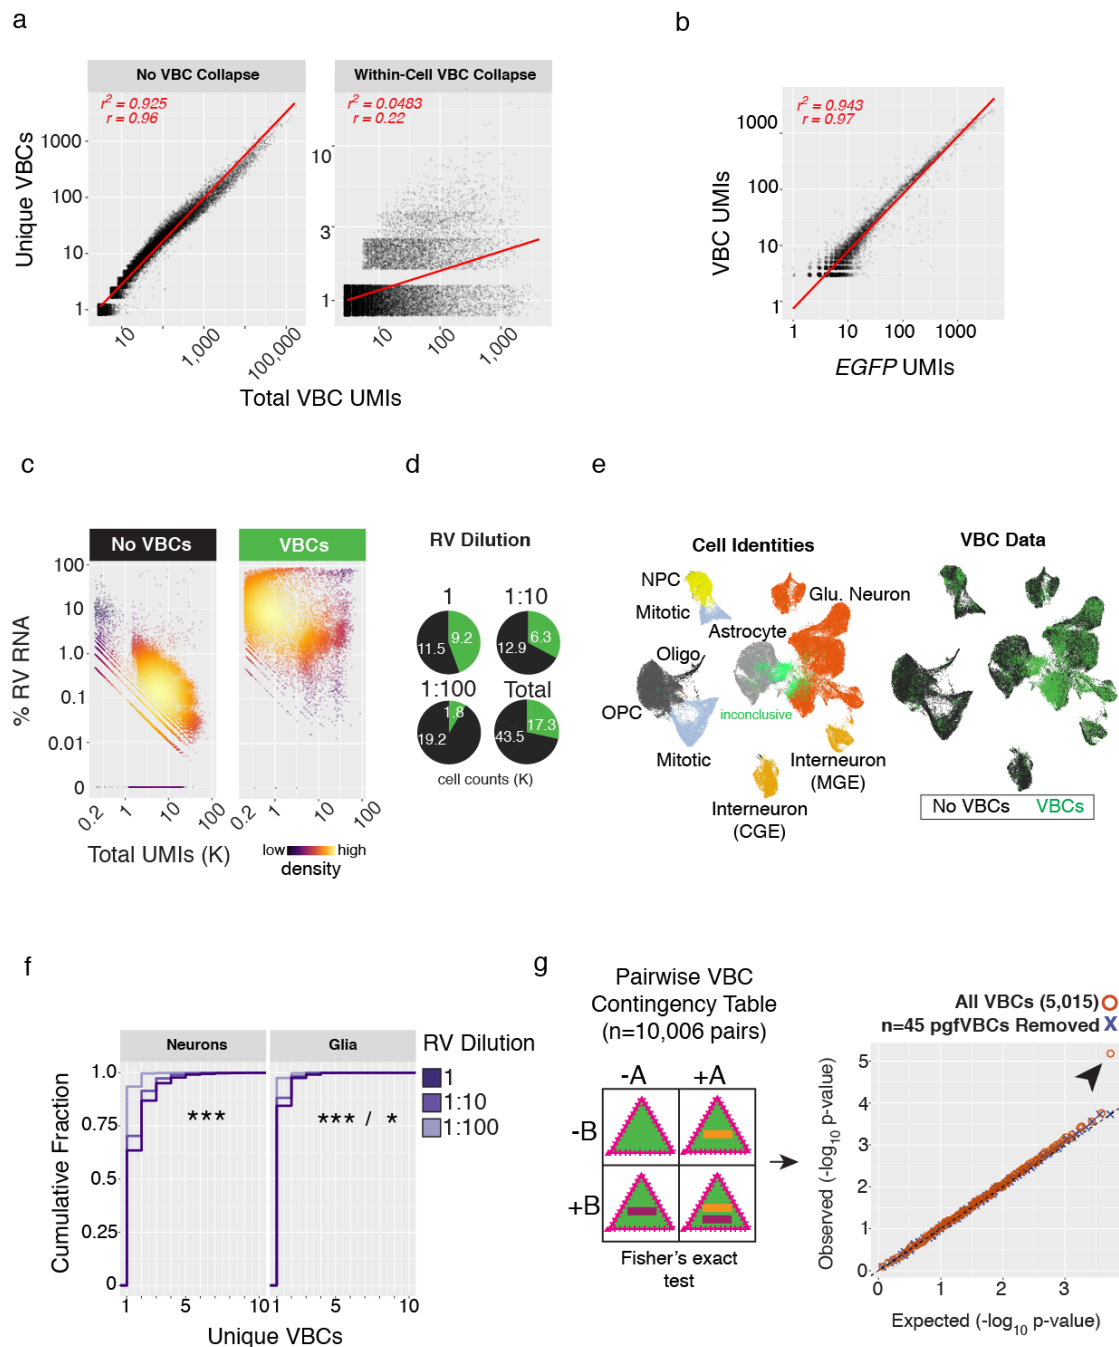 a
No VBC Collapse
Within-Cell VBC Collapse
r² = 0.925
r = 0.96
r² = 0.0483
r = 0.22
Unique VBCs
1000
100
10
1
10
3
1
10
1,000
100,000
10
100
1,000
Total VBC UMIs
b
r² = 0.943
r = 0.97
VBC UMIs
1000
100
10
1
1
10
100
1000
EGFP UMIs
c
No VBCs
VBCs
% RV RNA
100
10
1.0
0.1
0.01
0
0.2
1
10
100
0.2
1
10
100
Total UMIs (K)
low
high
density
d
RV Dilution
1
1:10
11.5
9.2
12.9
6.3
1:100
Total
19.2
1.8
43.5
17.3
cell counts (K)
e
Cell Identities
VBC Data
NPC
Mitotic
Glu. Neuron
Astrocyte
Oligo
OPC
inconclusive
Mitotic
Interneuron
(MGE)
Interneuron
(CGE)
No VBCs
VBCs
f
Neurons
Glia
RV Dilution
1
1:10
1:100
Cumulative Fraction
1.0
0.75
0.5
0.25
0
***
*** / *
1
5
10
1
5
10
Unique VBCs
g
Pairwise VBC
Contingency Table
(n=10,006 pairs)
-A
+A
-B
+B
Fisher's exact
test
All VBCs (5,015)
n=45 pgfVBCs Removed
Observed (-log₁₀ p-value)
5
4
3
2
1
0
0
1
2
3
Expected (-log₁₀ p-value)